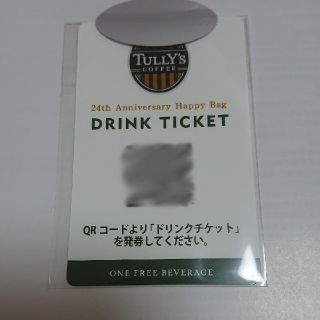 TULLY'S
COFFEE
24th Anniversary Happy Bag
DRINK TICKET
QRコードより「ドリンクチケット」
を発券してください。
ONE FREE BEVERAGE